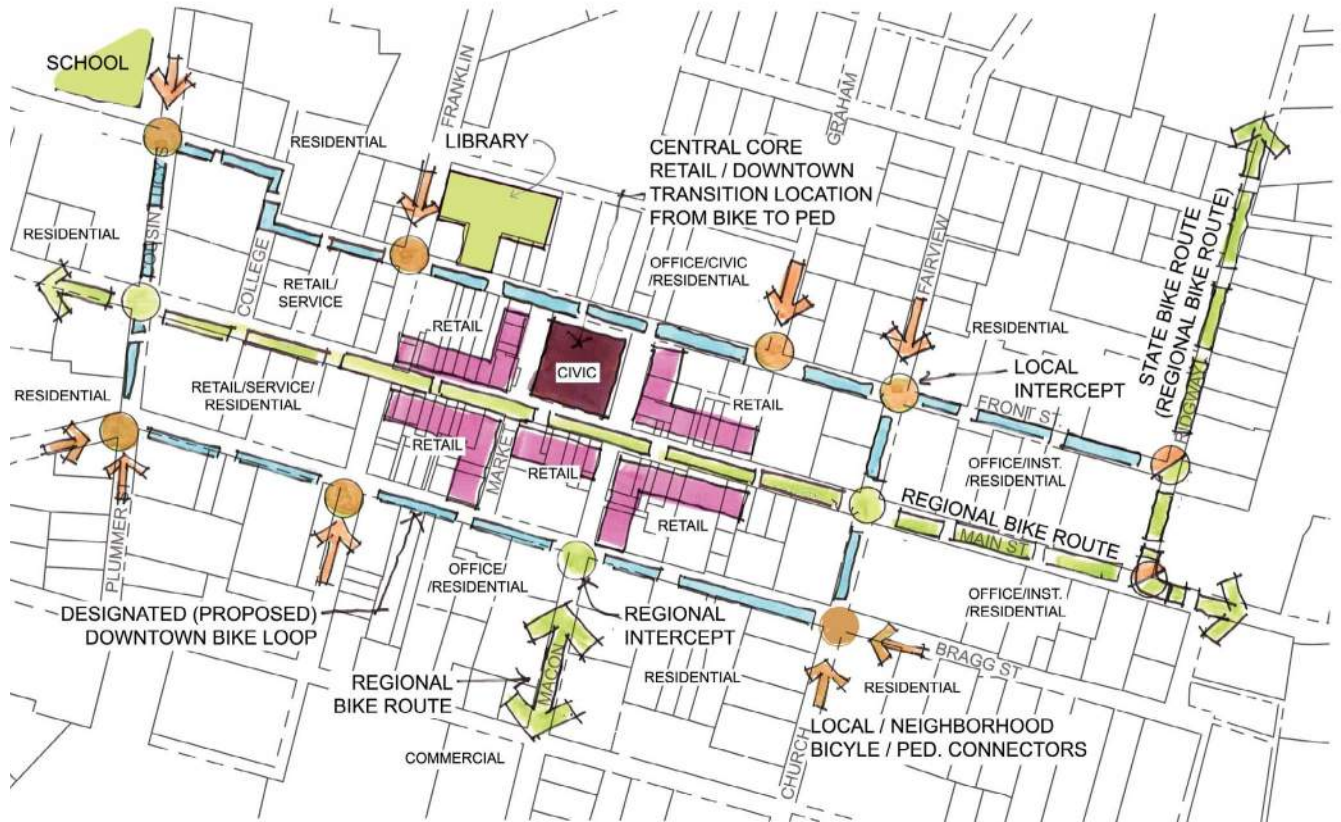 SCHOOL
FRANKLIN
GRAHAM
RESIDENTIAL
LIBRARY
CENTRAL CORE
RETAIL / DOWNTOWN
TRANSITION LOCATION
FROM BIKE TO PED
STATE BIKE ROUTE
(REGIONAL BIKE ROUTE)
RESIDENTIAL
COLLEGE
RETAIL/
SERVICE
OFFICE/CIVIC
/RESIDENTIAL
FAIRVIEW
RESIDENTIAL
RETAIL
CIVIC
RETAIL
LOCAL
INTERCEPT
RESIDENTIAL
RETAIL/SERVICE/
RESIDENTIAL
FRONT ST.
RETAIL
MARKET
RETAIL
RETAIL
OFFICE/INST.
/RESIDENTIAL
REGIONAL BIKE ROUTE
MAIN ST.
PLUMMER
OFFICE/
/RESIDENTIAL
OFFICE/INST.
/RESIDENTIAL
DESIGNATED (PROPOSED)
DOWNTOWN BIKE LOOP
REGIONAL
INTERCEPT
BRAGG ST
REGIONAL
BIKE ROUTE
MACON
RESIDENTIAL
RESIDENTIAL
COMMERCIAL
CHURCH
LOCAL / NEIGHBORHOOD
BICYCLE / PED. CONNECTORS